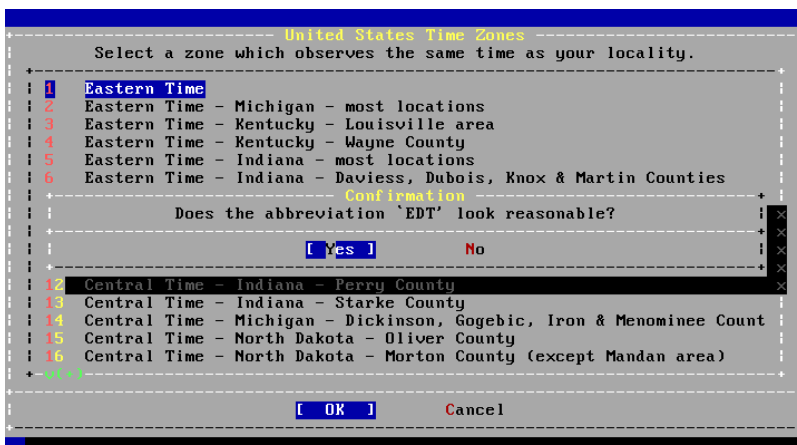 United States Time Zones
Select a zone which observes the same time as your locality.
1 Eastern Time
2 Eastern Time - Michigan - most locations
3 Eastern Time - Kentucky - Louisville area
4 Eastern Time - Kentucky - Wayne County
5 Eastern Time - Indiana - most locations
6 Eastern Time - Indiana - Daviess, Dubois, Knox & Martin Counties
Confirmation
Does the abbreviation `EDT' look reasonable?
[ Yes ] No
12 Central Time - Indiana - Perry County
13 Central Time - Indiana - Starke County
14 Central Time - Michigan - Dickinson, Gogebic, Iron & Menominee Count
15 Central Time - North Dakota - Oliver County
16 Central Time - North Dakota - Morton County (except Mandan area)
v(+)
[ OK ] Cancel